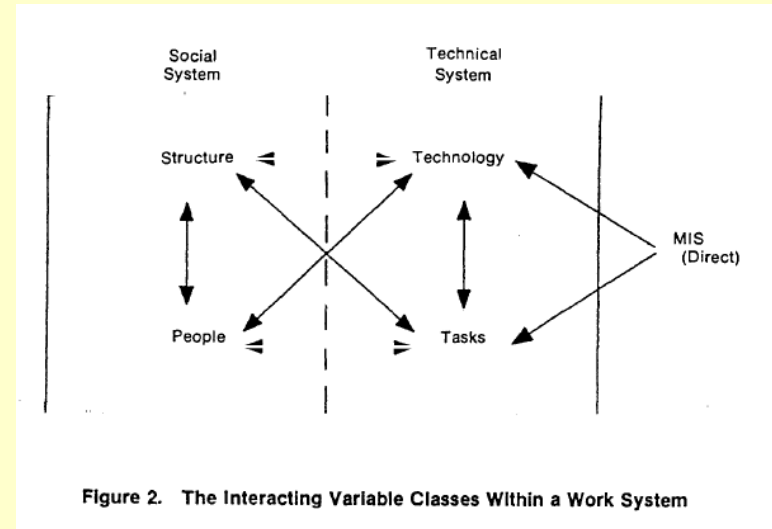 Social
System
Technical
System
Structure
Technology
MIS
(Direct)
People
Tasks
Figure 2. The Interacting Variable Classes Within a Work System